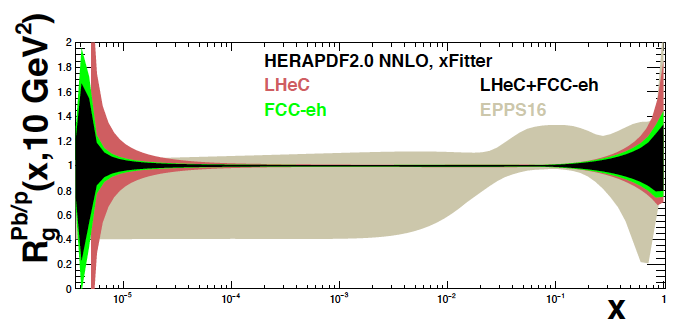 R_g^Pb/p(x,10 GeV²)
2
1.8
1.6
1.4
1.2
1
0.8
0.6
0.4
0.2
0
HERAPDF2.0 NNLO, xFitter
LHeC
LHeC+FCC-eh
FCC-eh
EPPS16
10⁻⁵
10⁻⁴
10⁻³
10⁻²
10⁻¹
1
x